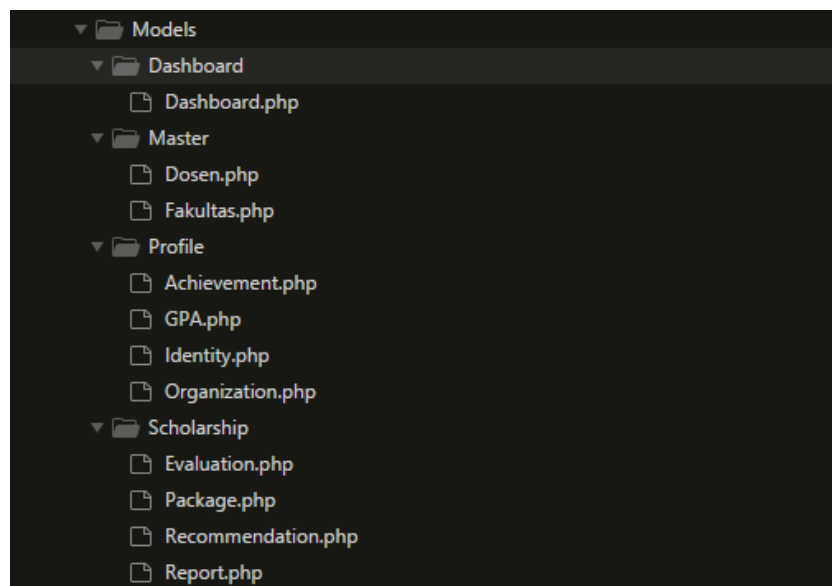 Models
Dashboard
Dashboard.php
Master
Dosen.php
Fakultas.php
Profile
Achievement.php
GPA.php
Identity.php
Organization.php
Scholarship
Evaluation.php
Package.php
Recommendation.php
Report.php